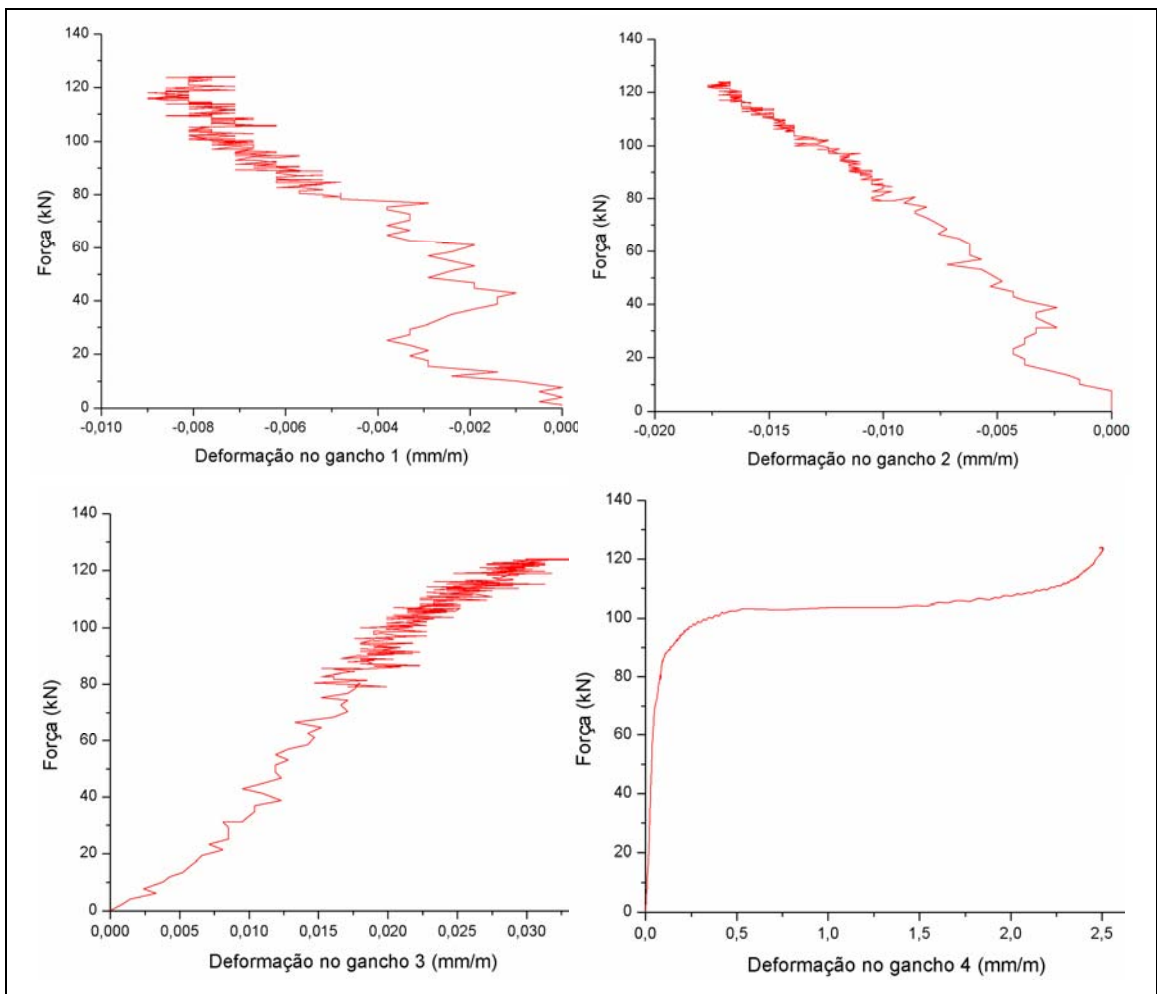 140
120
100
80
60
40
20
0
Força (kN)
-0,010 -0,008 -0,006 -0,004 -0,002 0,000
Deformação no gancho 1 (mm/m)
140
120
100
80
60
40
20
0
Força (kN)
-0,020 -0,015 -0,010 -0,005 0,000
Deformação no gancho 2 (mm/m)
140
120
100
80
60
40
20
0
Força (kN)
0,000 0,005 0,010 0,015 0,020 0,025 0,030
Deformação no gancho 3 (mm/m)
140
120
100
80
60
40
20
0
Força (kN)
0,0 0,5 1,0 1,5 2,0 2,5
Deformação no gancho 4 (mm/m)